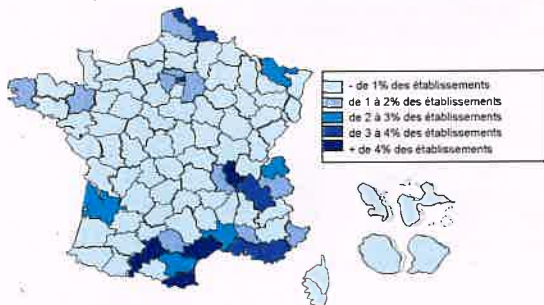 - de 1% des établissements
de 1 à 2% des établissements
de 2 à 3% des établissements
de 3 à 4% des établissements
+ de 4% des établissements